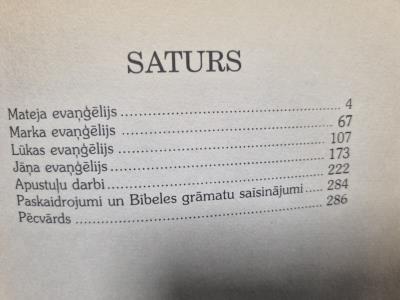 SATURS
Mateja evaņģēlijs 4
Marka evaņģēlijs 67
Lūkas evaņģēlijs 107
Jāņa evaņģēlijs 173
Apustuļu darbi 222
Paskaidrojumi un Bībeles grāmatu saīsinājumi 284
Pēcvārds 286